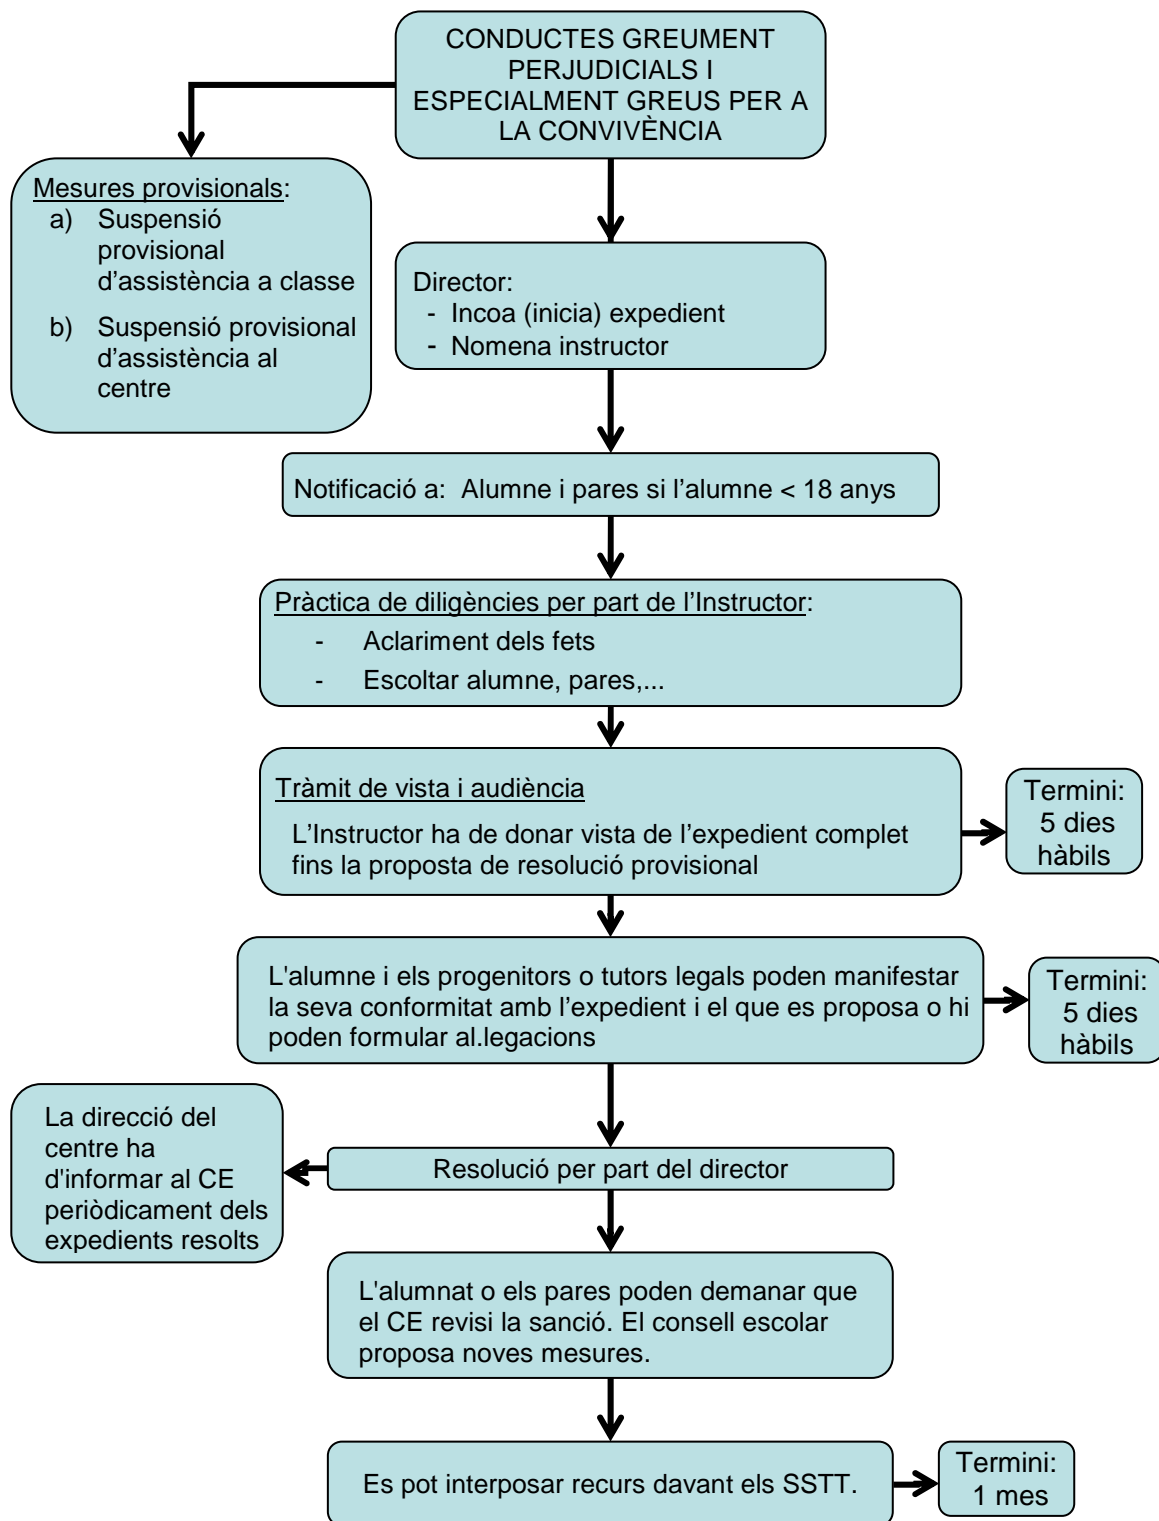 CONDUCTES GREUMENT
PERJUDICIALS I
ESPECIALMENT GREUS PER A
LA CONVIVÈNCIA
Mesures provisionals:
a) Suspensió
provisional
d’assistència a classe
b) Suspensió provisional
d’assistència al
centre
Director:
- Incoa (inicia) expedient
- Nomena instructor
Notificació a: Alumne i pares si l’alumne < 18 anys
Pràctica de diligències per part de l’Instructor:
- Aclariment dels fets
- Escoltar alumne, pares,...
Tràmit de vista i audiència
L’Instructor ha de donar vista de l’expedient complet
fins la proposta de resolució provisional
Termini:
5 dies
hàbils
L'alumne i els progenitors o tutors legals poden manifestar
la seva conformitat amb l’expedient i el que es proposa o hi
poden formular al.legacions
Termini:
5 dies
hàbils
La direcció del
centre ha
d'informar al CE
periòdicament dels
expedients resolts
Resolució per part del director
L'alumnat o els pares poden demanar que
el CE revisi la sanció. El consell escolar
proposa noves mesures.
Es pot interposar recurs davant els SSTT.
Termini:
1 mes